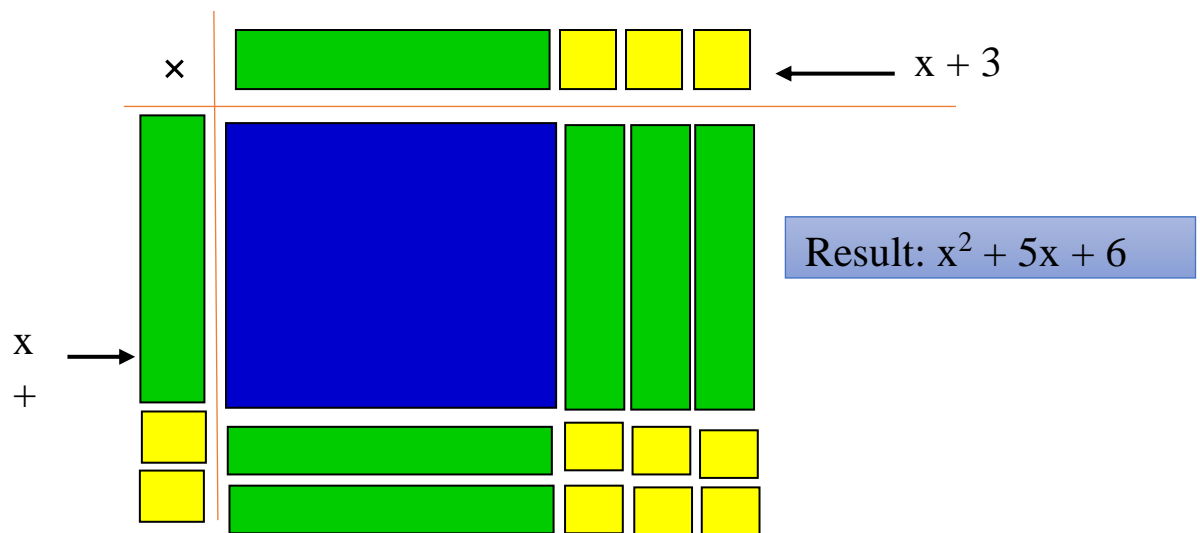 ×
x + 3
Result: x² + 5x + 6
x
+